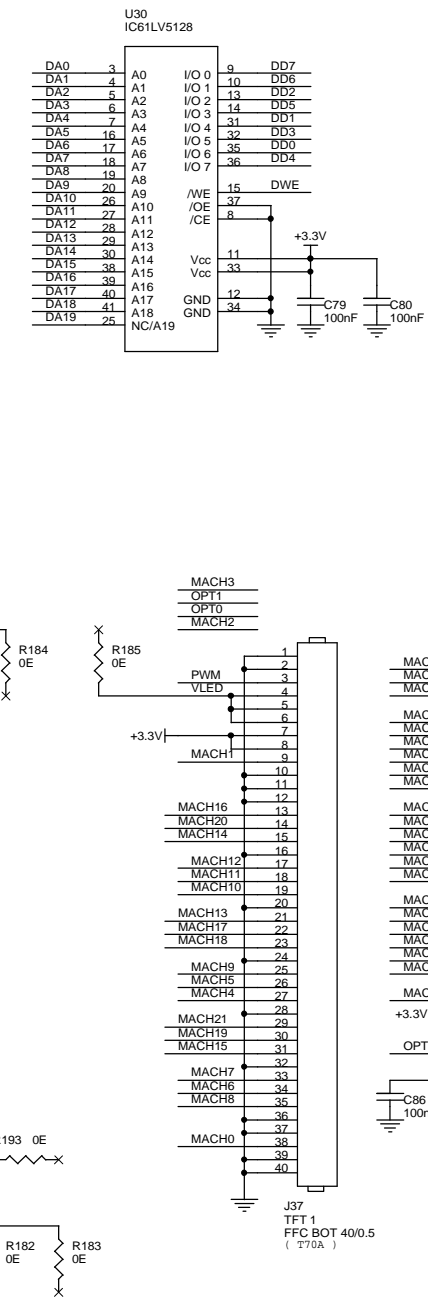 U30
IC61LV5128
DA0 3 A0 I/O 0 9 DD7
DA1 4 A1 I/O 1 10 DD6
DA2 5 A2 I/O 2 13 DD2
DA3 6 A3 I/O 3 14 DD5
DA4 7 A4 I/O 4 31 DD1
DA5 16 A5 I/O 5 32 DD3
DA6 17 A6 I/O 6 35 DD0
DA7 18 A7 I/O 7 36 DD4
DA8 19 A8
DA9 20 A9 /WE 15 DWE
DA10 26 A10 /OE 37
DA11 27 A11 /CE 8
DA12 28 A12
DA13 29 A13 +3.3V
DA14 30 A14 Vcc 11
DA15 38 A15 Vcc 33
DA16 39 A16
DA17 40 A17 GND 12 C79 C80
DA18 41 A18 GND 34 100nF 100nF
DA19 25 NC/A19
MACH3
OPT1
OPT0
MACH2
R184
0E
R185
0E
1
2
PWM 3
VLED 4
5
6
+3.3V 7
8
MACH1 9
10
11
12
MACH16 13
MACH20 14
MACH14 15
16
MACH12 17
MACH11 18
MACH10 19
20
MACH13 21
MACH17 22
MACH18 23
24
MACH9 25
MACH5 26
MACH4 27
28
MACH21 29
MACH19 30
MACH15 31
32
MACH7 33
MACH6 34
MACH8 35
36
37
MACH0 38
39
40
J37
TFT 1
FFC BOT 40/0.5
( T70A )
+3.3V
C86
193 0E
R182
0E
R183
0E